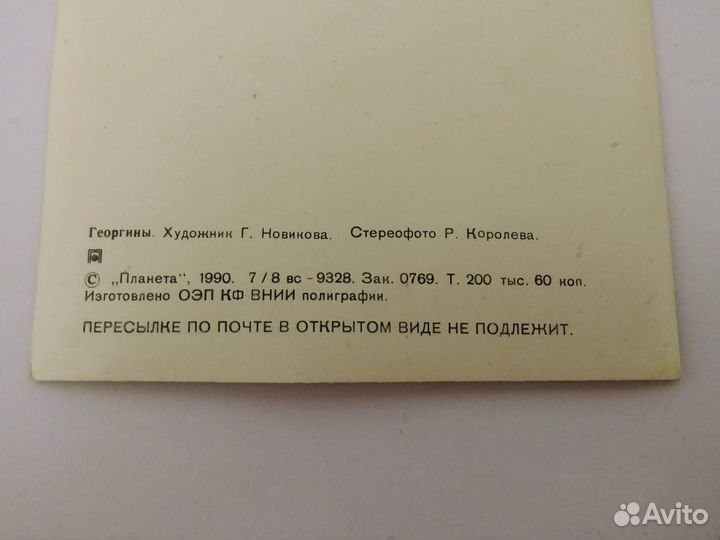 Георгины. Художник Г. Новикова. Стереофото Р. Королева.
© „Планета", 1990. 7/8 вс-9328. Зак. 0769. Т. 200 тыс. 60 коп.
Изготовлено ОЭП КФ ВНИИ полиграфии.
ПЕРЕСЫЛКЕ ПО ПОЧТЕ В ОТКРЫТОМ ВИДЕ НЕ ПОДЛЕЖИТ.
Avito